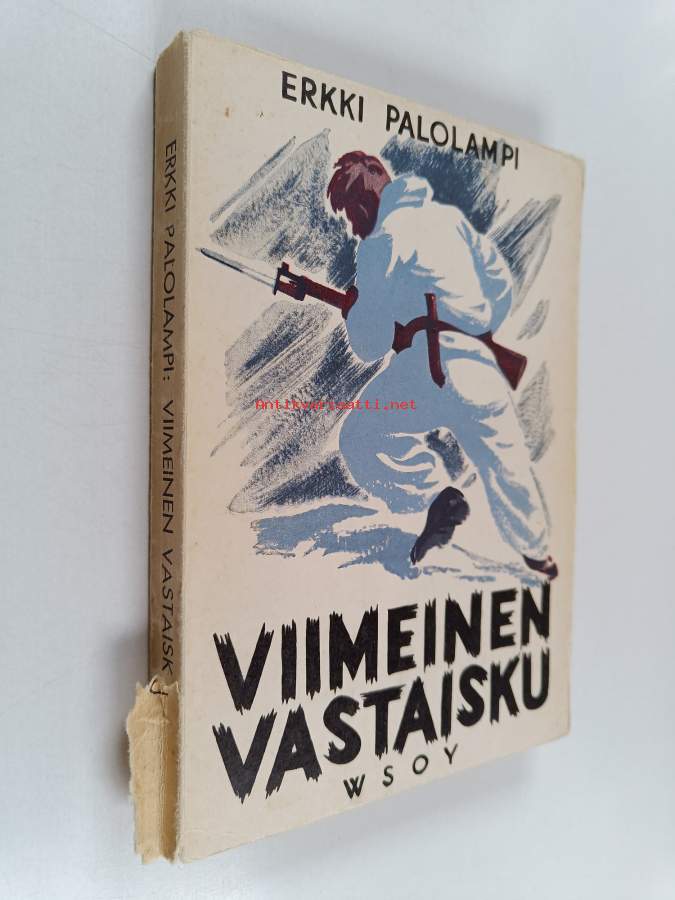 ERKKI PALOLAMPI
VIIMEINEN
VASTAISKU
WSOY
ERKKI PALOLAMPI: VIIMEINEN VASTAISKU
Antikvariaatti.net